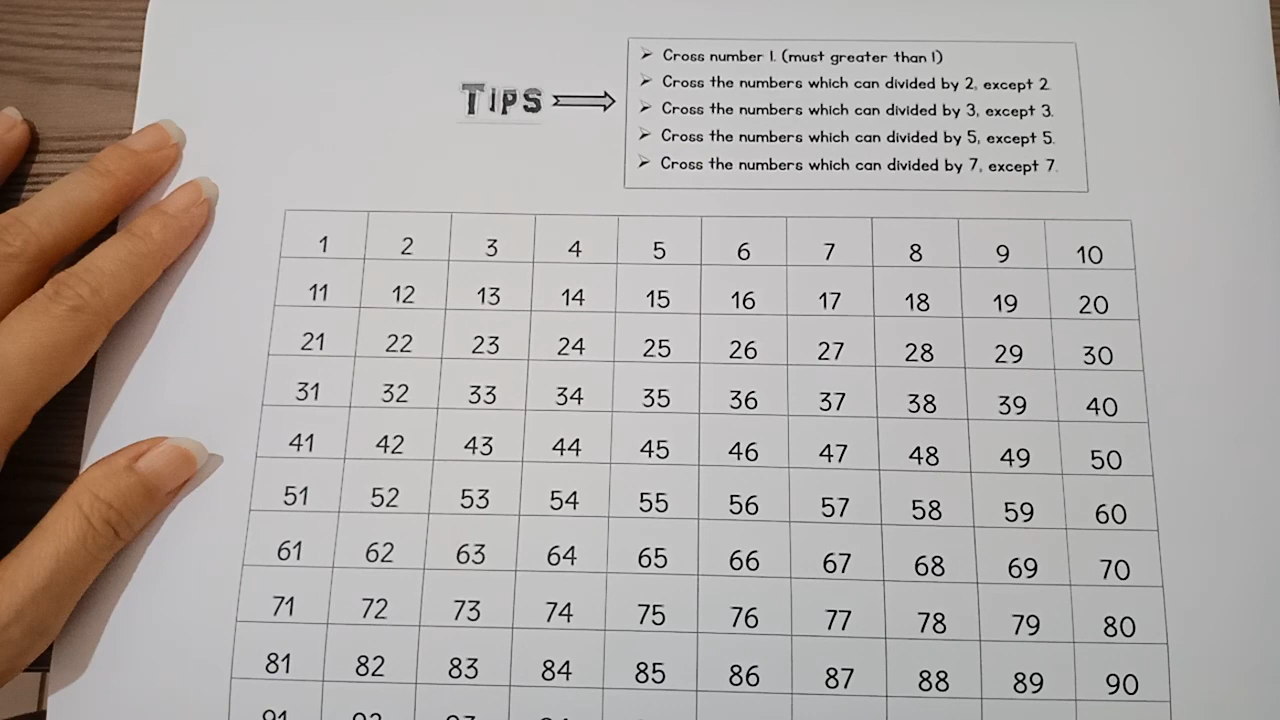 TIPS
Cross number 1. (must greater than 1)
Cross the numbers which can divided by 2, except 2.
Cross the numbers which can divided by 3, except 3.
Cross the numbers which can divided by 5, except 5.
Cross the numbers which can divided by 7, except 7.
1 2 3 4 5 6 7 8 9 10
11 12 13 14 15 16 17 18 19 20
21 22 23 24 25 26 27 28 29 30
31 32 33 34 35 36 37 38 39 40
41 42 43 44 45 46 47 48 49 50
51 52 53 54 55 56 57 58 59 60
61 62 63 64 65 66 67 68 69 70
71 72 73 74 75 76 77 78 79 80
81 82 83 84 85 86 87 88 89 90
91 92 93 94